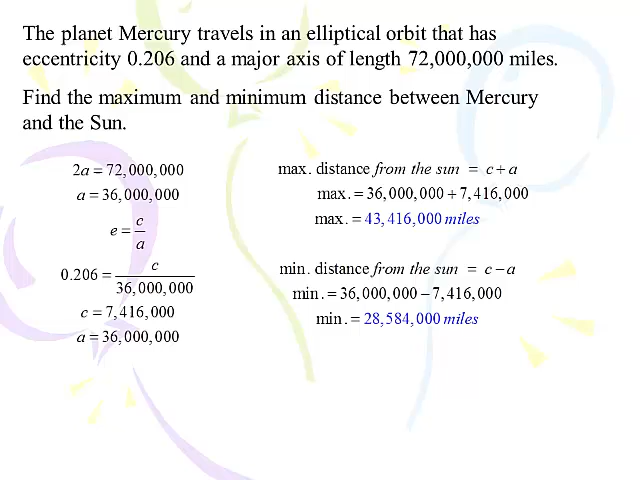 The planet Mercury travels in an elliptical orbit that has
eccentricity 0.206 and a major axis of length 72,000,000 miles.
Find the maximum and minimum distance between Mercury
and the Sun.
2a = 72,000,000
a = 36,000,000
e = c/a
0.206 = c/36,000,000
c = 7,416,000
a = 36,000,000
max. distance from the sun = c + a
max. = 36,000,000 + 7,416,000
max. = 43,416,000 miles
min. distance from the sun = c − a
min. = 36,000,000 − 7,416,000
min. = 28,584,000 miles